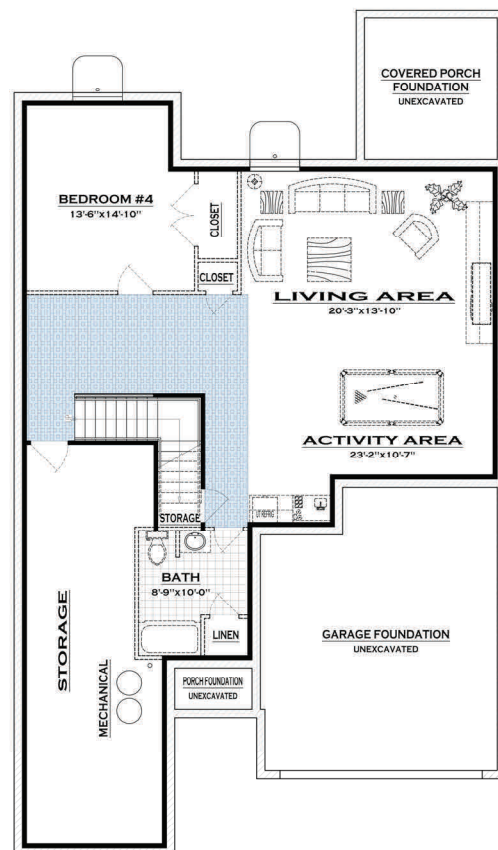 COVERED PORCH
FOUNDATION
UNEXCAVATED
BEDROOM #4
13'-6"x14'-10"
CLOSET
CLOSET
LIVING AREA
20'-3"x13'-10"
ACTIVITY AREA
23'-2"x10'-7"
STORAGE
BATH
8'-9"x10'-0"
LINEN
STORAGE
MECHANICAL
PORCH FOUNDATION
UNEXCAVATED
GARAGE FOUNDATION
UNEXCAVATED